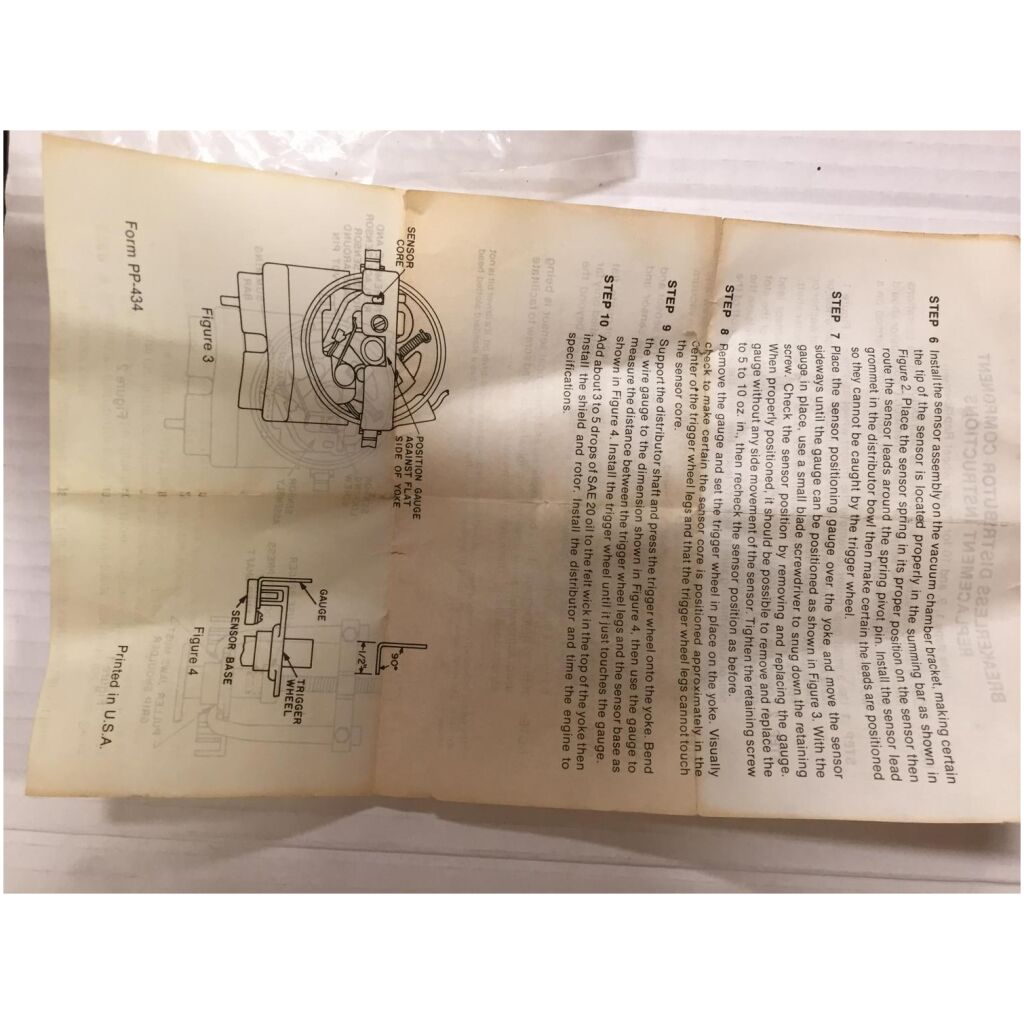 STEP 6 Install the sensor assembly on the vacuum chamber bracket, making certain
the tip of the sensor is located properly in the summing bar as shown in
Figure 2. Place the sensor spring in its proper position on the sensor then
route the sensor leads around the spring pivot pin. Install the sensor lead
grommet in the distributor bowl then make certain the leads are positioned
so they cannot be caught by the trigger wheel.
STEP 7 Place the sensor positioning gauge over the yoke and move the sensor
sideways until the gauge can be positioned as shown in Figure 3. With the
gauge in place, use a small blade screwdriver to snug down the retaining
screw. Check the sensor position by removing and replacing the gauge.
When properly positioned, it should be possible to remove and replace the
gauge without any side movement of the sensor. Tighten the retaining screw
to 5 to 10 oz. in., then recheck the sensor position as before.
STEP 8 Remove the gauge and set the trigger wheel in place on the yoke. Visually
check to make certain the sensor core is positioned approximately in the
center of the trigger wheel legs and that the trigger wheel legs cannot touch
the sensor core.
STEP 9 Support the distributor shaft and press the trigger wheel onto the yoke. Bend
the wire gauge to the dimension shown in Figure 4, then use the gauge to
measure the distance between the trigger wheel legs and the sensor base as
shown in Figure 4. Install the trigger wheel until it just touches the gauge.
STEP 10 Add about 3 to 5 drops of SAE 20 oil to the felt wick in the top of the yoke then
install the shield and rotor. Install the distributor and time the engine to
specifications.
SENSOR
CORE
POSITION GAUGE
AGAINST FLAT
SIDE OF YOKE
Figure 3
90°
1/2"
GAUGE
TRIGGER
WHEEL
SENSOR BASE
Figure 4
Form PP-434
Printed in U.S.A.